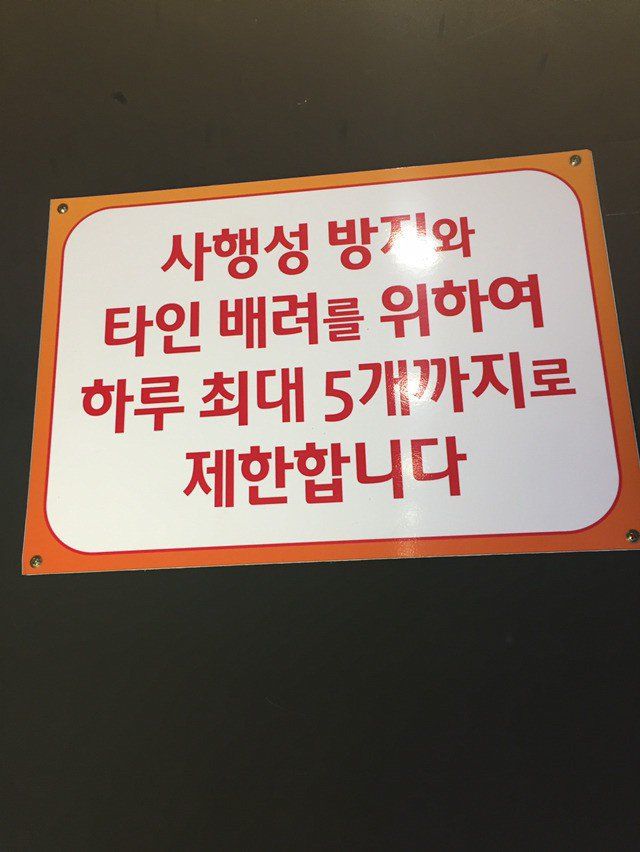 사행성 방지와
타인 배려를 위하여
하루 최대 5개까지로
제한합니다